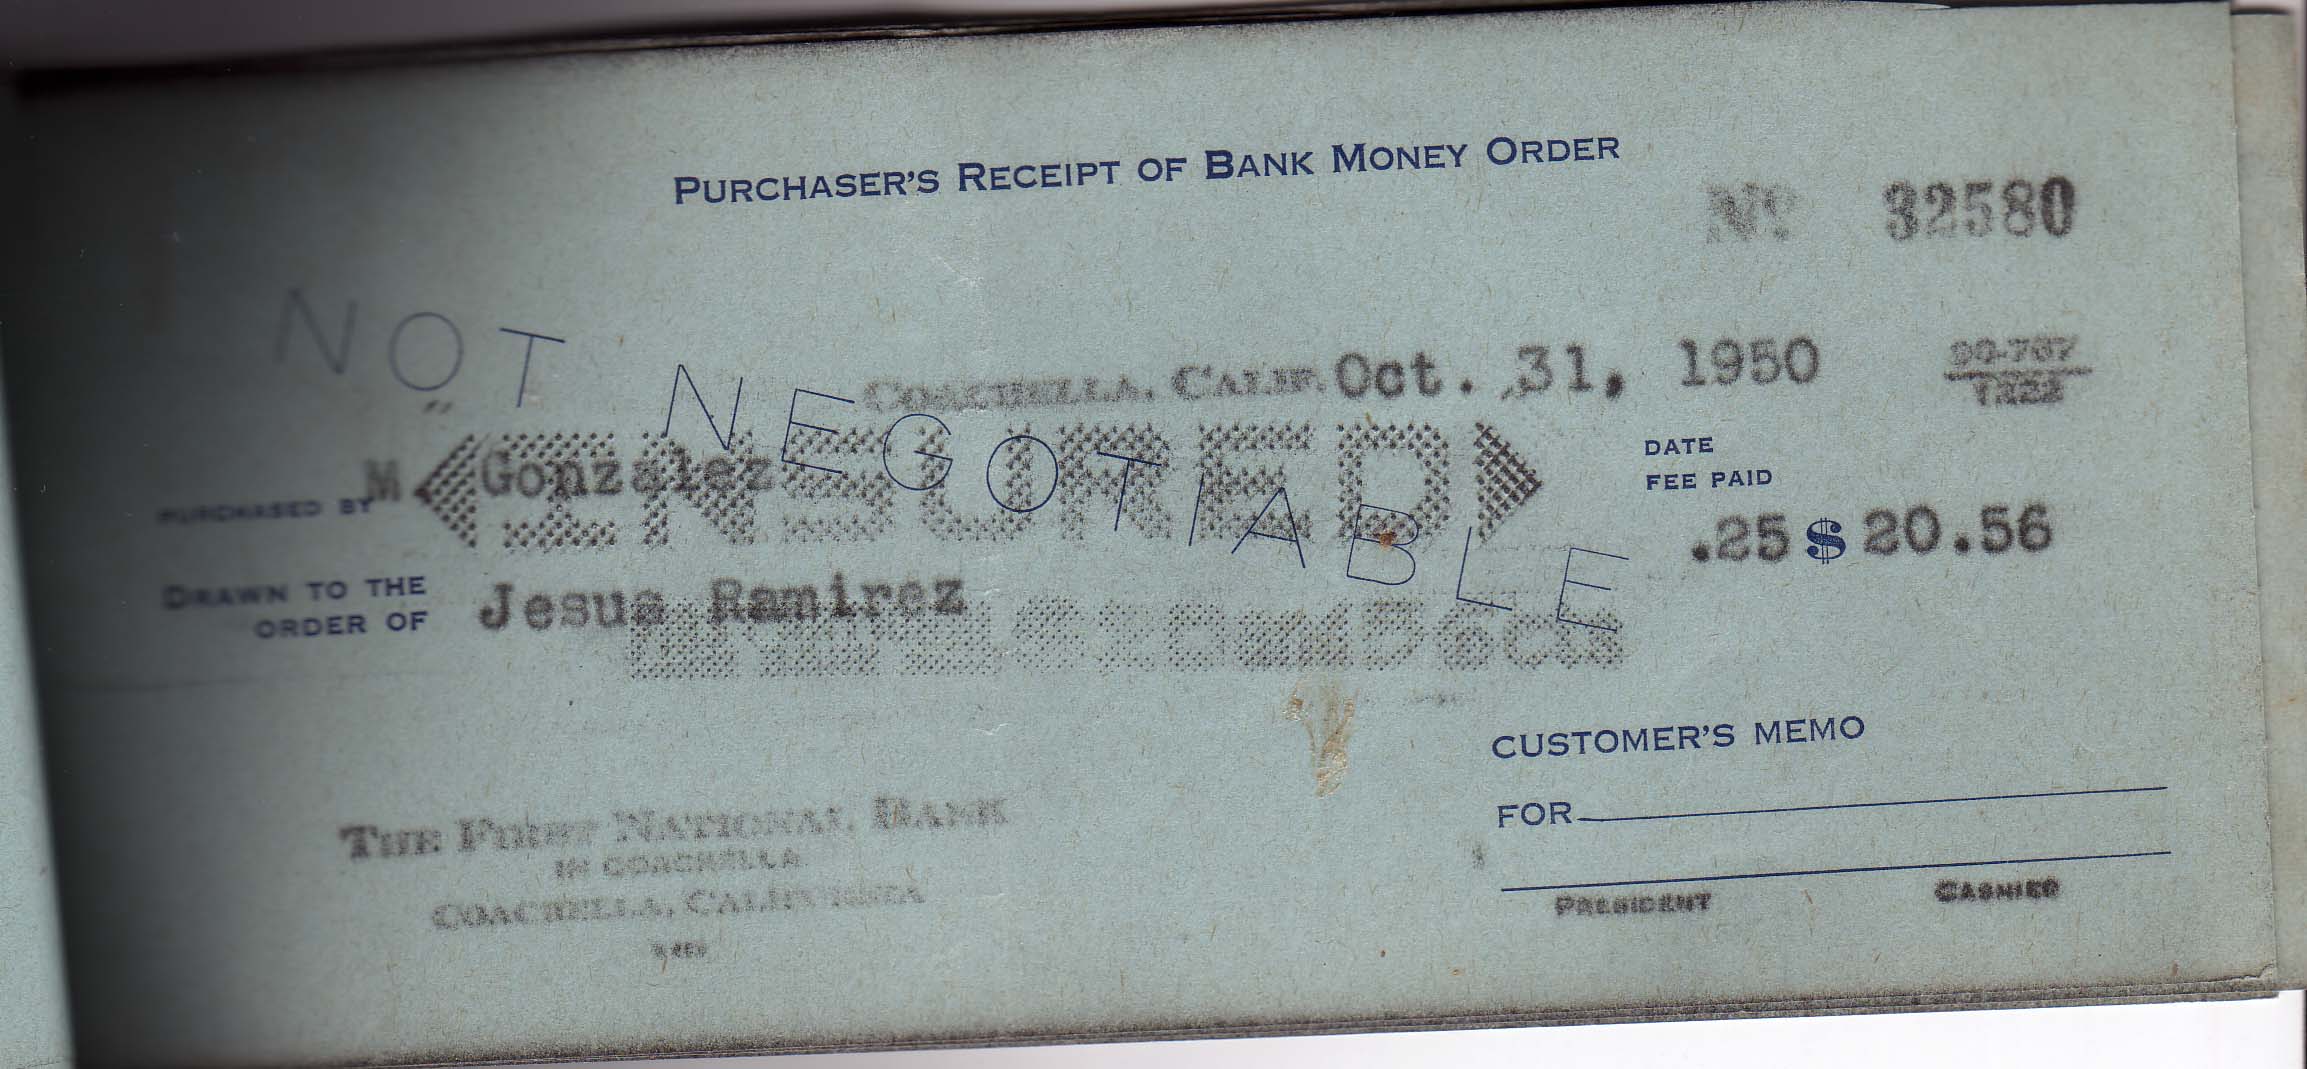 PURCHASER'S RECEIPT OF BANK MONEY ORDER
Nº 32580
NOT NEGOTIABLE
COACHELLA, CALIF. Oct. 31, 1950
90-767
1222
INSURED
DATE
FEE PAID
PURCHASED BY M. Gonzalez
.25 $ 20.56
DRAWN TO THE
ORDER OF Jesus Ramirez
CUSTOMER'S MEMO
FOR
THE FIRST NATIONAL BANK
IN COACHELLA
COACHELLA, CALIFORNIA
PRESIDENT CASHIER